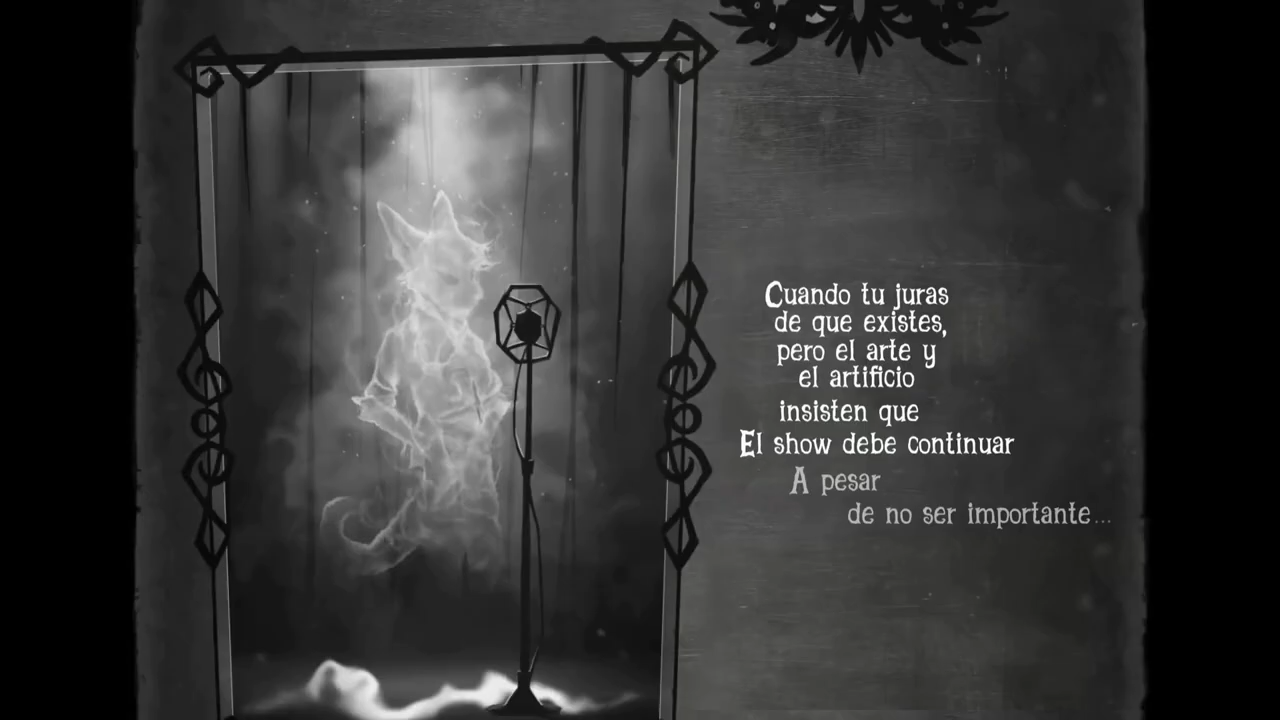 Cuando tu juras
de que existes,
pero el arte y
el artificio
insisten que
El show debe continuar
A pesar
de no ser importante...